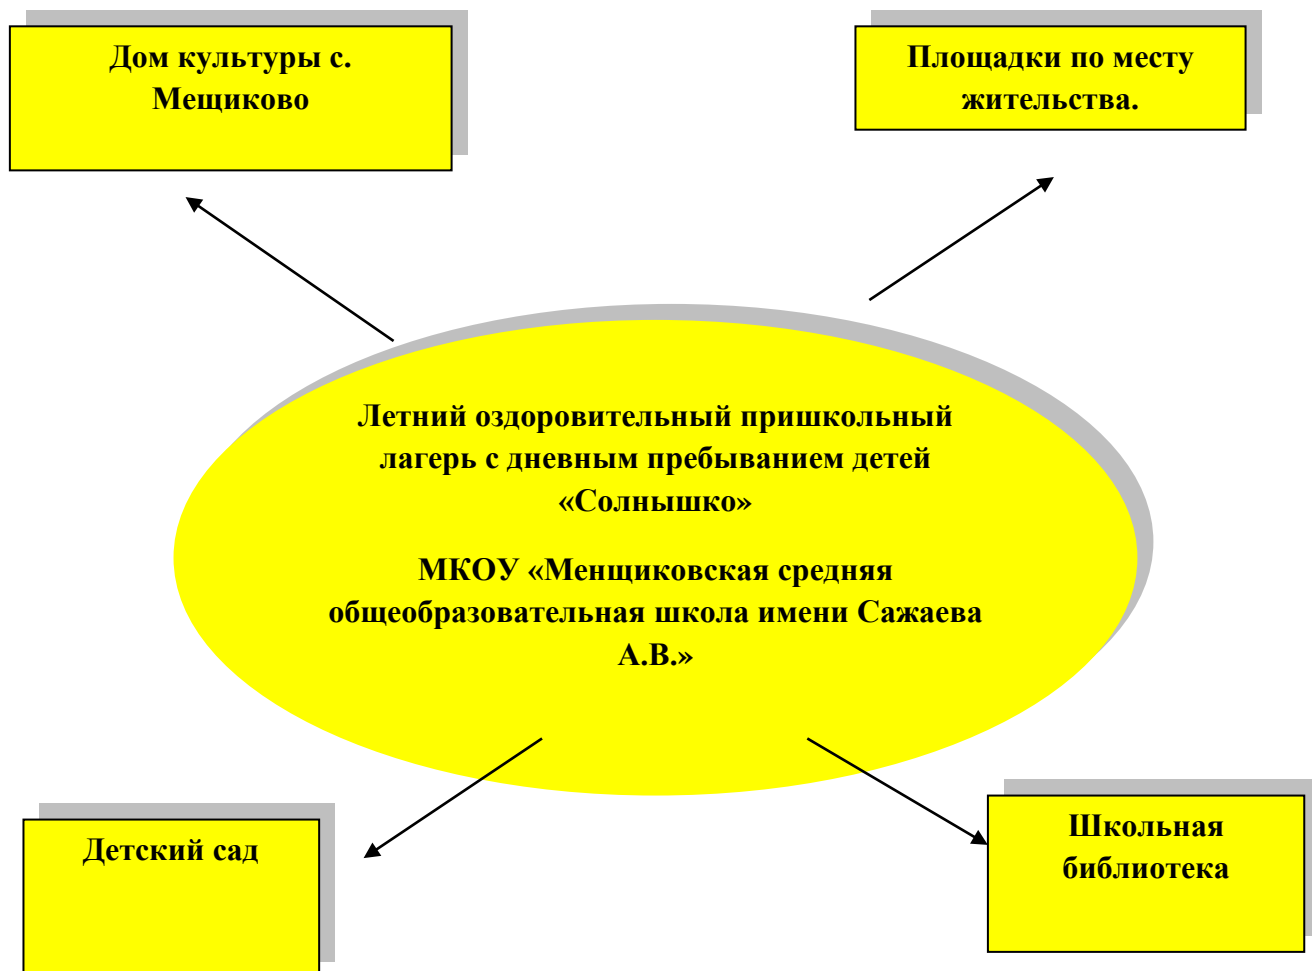 Дом культуры с.
Мещиково
Площадки по месту
жительства.
Летний оздоровительный пришкольный
лагерь с дневным пребыванием детей
«Солнышко»
МКОУ «Менщиковская средняя
общеобразовательная школа имени Сажаева
А.В.»
Детский сад
Школьная
библиотека